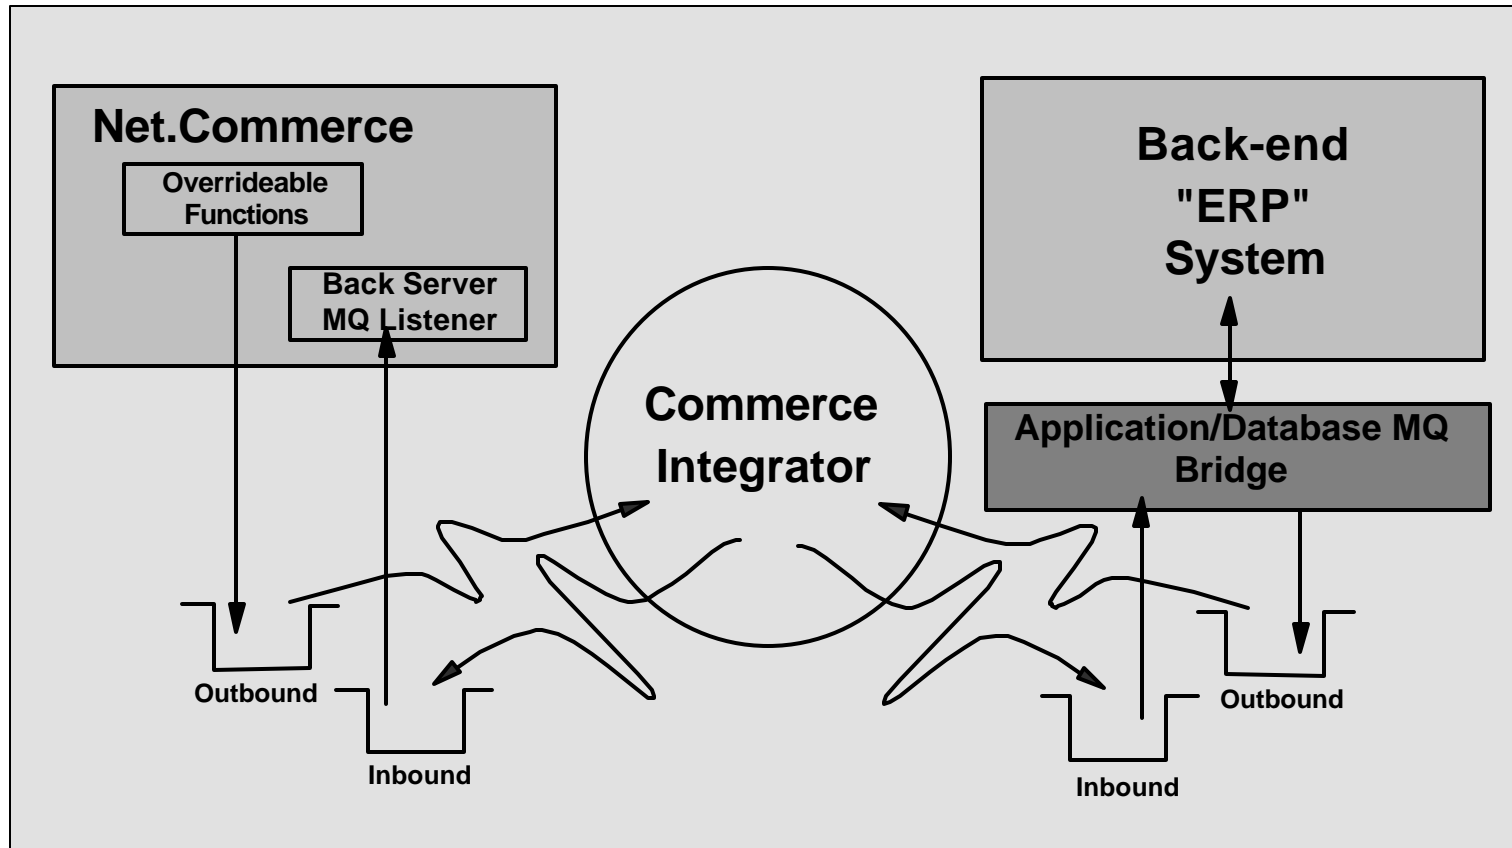 Net.Commerce
Overrideable
Functions
Back Server
MQ Listener
Back-end
"ERP"
System
Commerce
Integrator
Application/Database MQ
Bridge
Outbound
Inbound
Outbound
Inbound